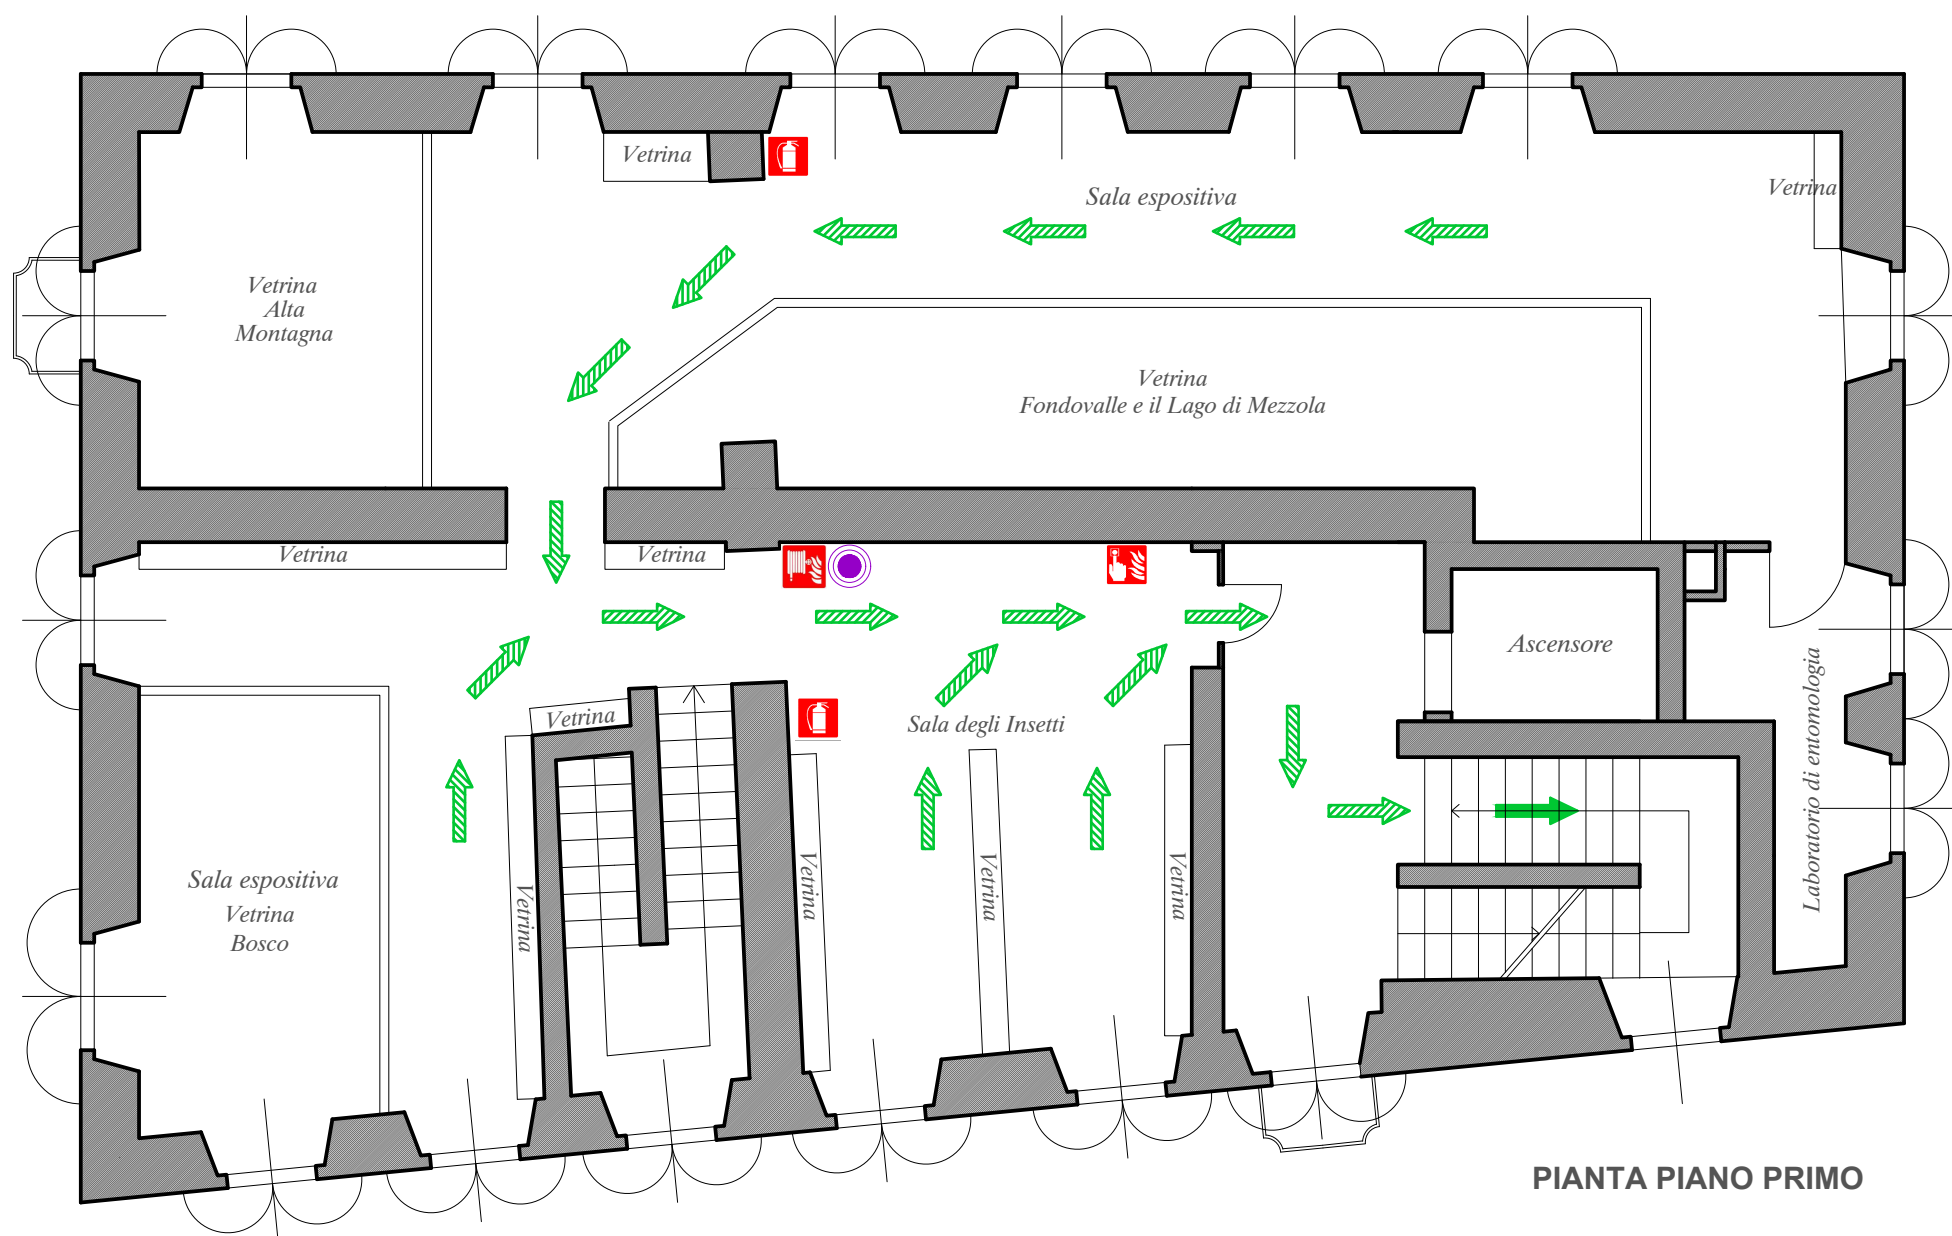 Vetrina
Sala espositiva
Vetrina
Vetrina
Alta
Montagna
Vetrina
Fondovalle e il Lago di Mezzola
Vetrina
Vetrina
Ascensore
Vetrina
Sala degli Insetti
Laboratorio di entomologia
Sala espositiva
Vetrina
Bosco
Vetrina
Vetrina
Vetrina
Vetrina
PIANTA PIANO PRIMO